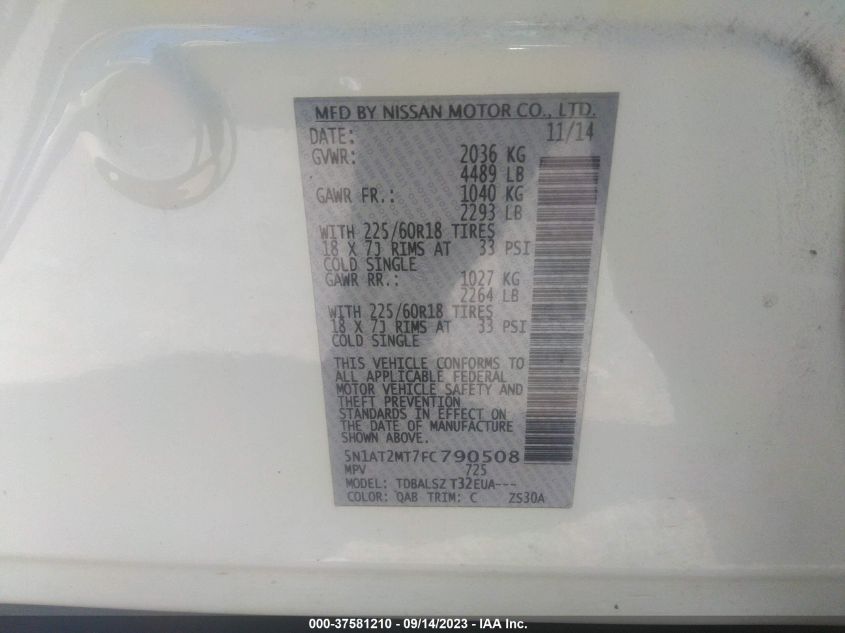 MFD BY NISSAN MOTOR CO., LTD.
DATE: 11/14
GVWR: 2036 KG
4489 LB
GAWR FR.: 1040 KG
2293 LB
WITH 225/60R18 TIRES
18 X 7J RIMS AT 33 PSI
COLD SINGLE
GAWR RR.: 1027 KG
2264 LB
WITH 225/60R18 TIRES
18 X 7J RIMS AT 33 PSI
COLD SINGLE
THIS VEHICLE CONFORMS TO
ALL APPLICABLE FEDERAL
MOTOR VEHICLE SAFETY AND
THEFT PREVENTION
STANDARDS IN EFFECT ON
THE DATE OF MANUFACTURE
SHOWN ABOVE.
5N1AT2MT7FC790508
MPV 725
MODEL: TDBALSZ T32EUA---
COLOR: QAB TRIM: C ZS30A
000-37581210 - 09/14/2023 - IAA Inc.